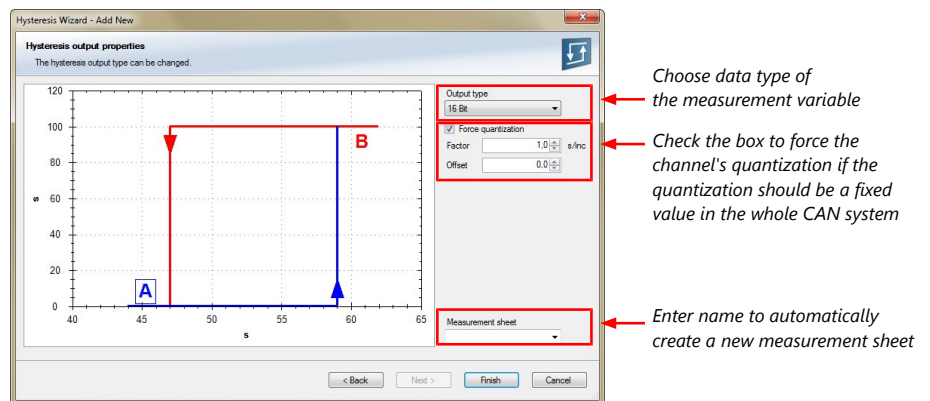 Hysteresis Wizard - Add New
x
Hysteresis output properties
The hysteresis output type can be changed.
120
100
80
60
40
20
0
s
40
45
50
55
60
65
s
A
B
Output type
16 Bit
Force quantization
Factor
1,0
s/Inc
Offset
0,0
Measurement sheet
< Back
Next >
Finish
Cancel
Choose data type of
the measurement variable
Check the box to force the
channel's quantization if the
quantization should be a fixed
value in the whole CAN system
Enter name to automatically
create a new measurement sheet